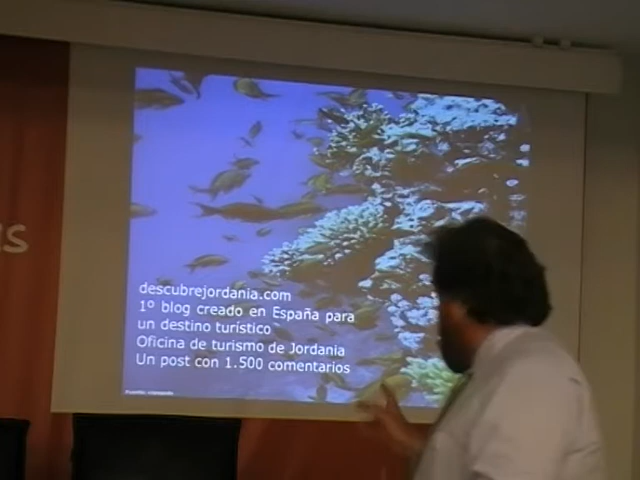 descubrejordania.com
1º blog creado en España para
un destino turístico
Oficina de turismo de Jordania
Un post con 1.500 comentarios